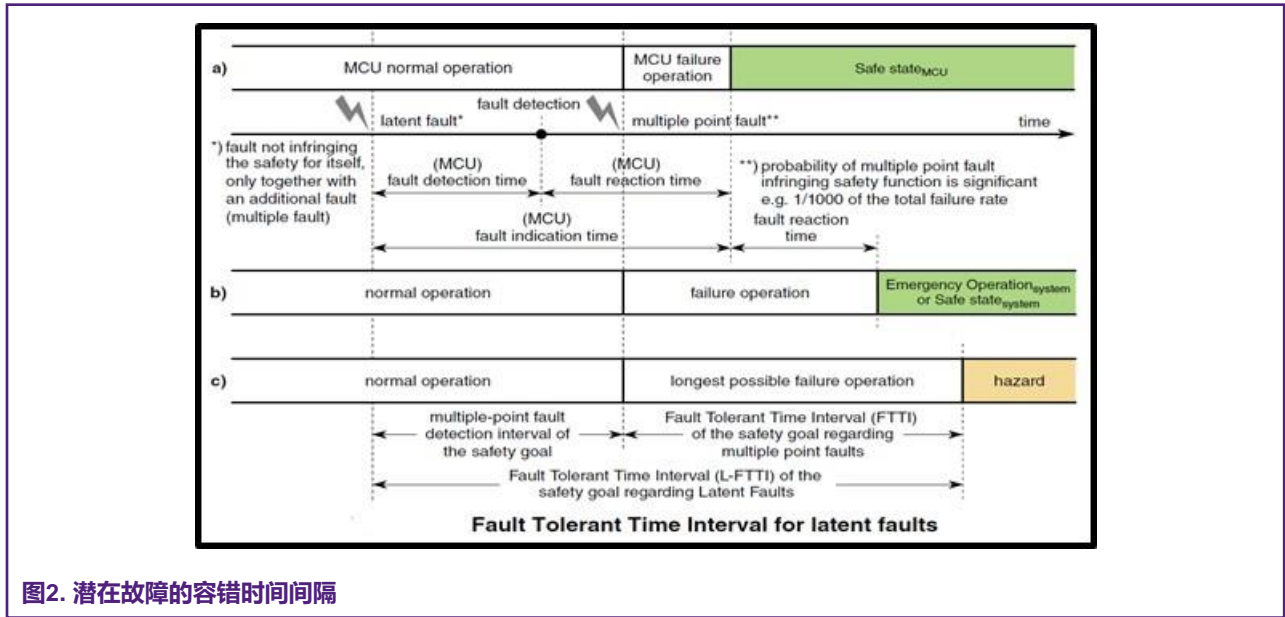 a)
MCU normal operation
MCU failure
operation
Safe stateMCU
fault detection
latent fault*
multiple point fault**
time
*) fault not infringing
the safety for itself,
only together with
an additional fault
(multiple fault)
(MCU)
fault detection time
(MCU)
fault reaction time
**) probability of multiple point fault
infringing safety function is significant
e.g. 1/1000 of the total failure rate
(MCU)
fault indication time
fault reaction
time
b)
normal operation
failure operation
Emergency Operationsystem
or Safe statesystem
c)
normal operation
longest possible failure operation
hazard
multiple-point fault
detection interval of
the safety goal
Fault Tolerant Time Interval (FTTI)
of the safety goal regarding
multiple point faults
Fault Tolerant Time Interval (L-FTTI) of the
safety goal regarding Latent Faults
Fault Tolerant Time Interval for latent faults
图2. 潜在故障的容错时间间隔